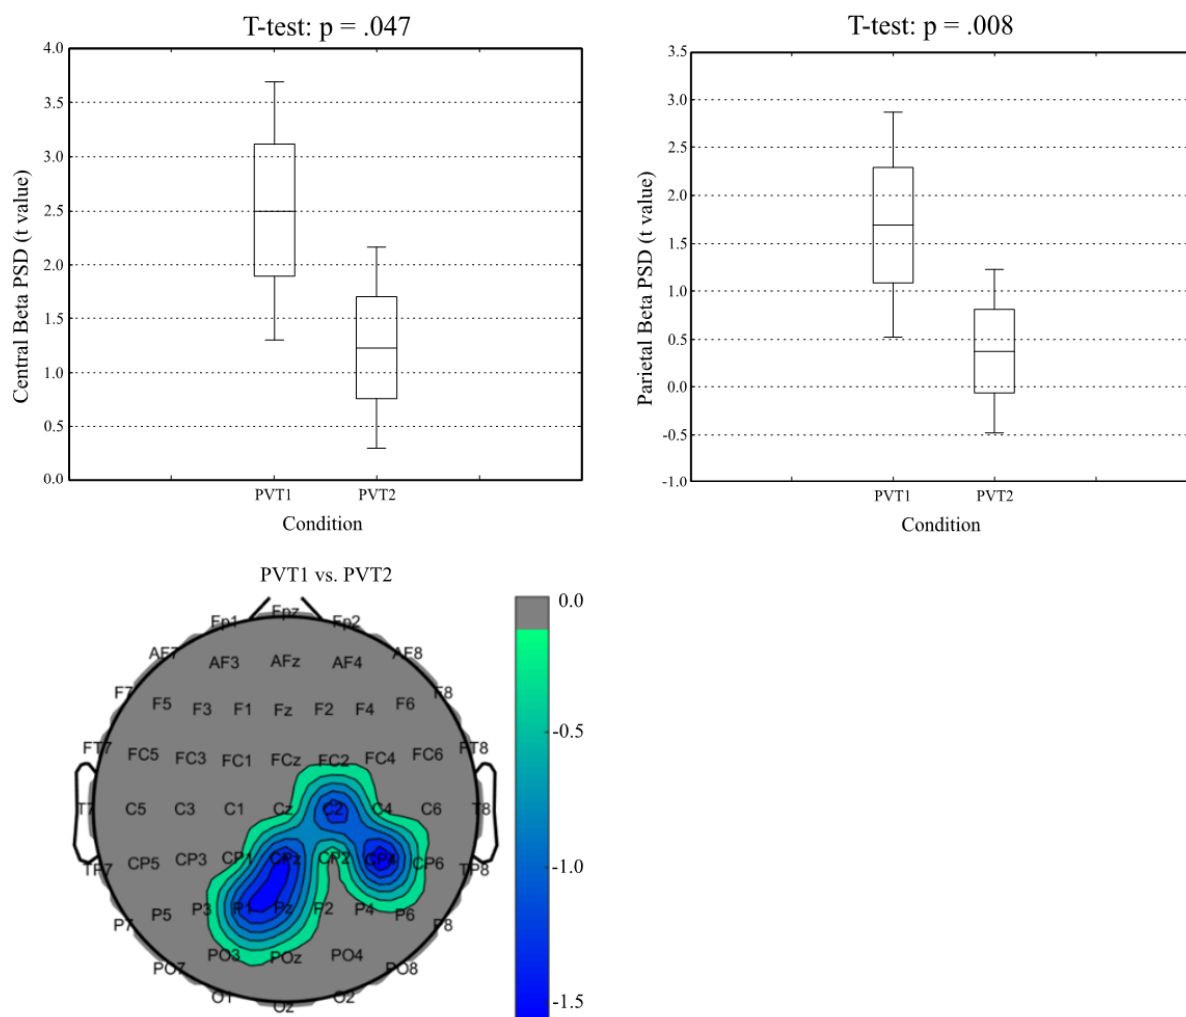 T-test: p = .047
4.0
3.5
3.0
2.5
2.0
1.5
1.0
0.5
0.0
Central Beta PSD (t value)
PVT1 PVT2
Condition
T-test: p = .008
3.5
3.0
2.5
2.0
1.5
1.0
0.5
0.0
-0.5
-1.0
Parietal Beta PSD (t value)
PVT1 PVT2
Condition
PVT1 vs. PVT2
Fp1 Fpz Fp2
AF7 AF3 AFz AF4 AF8
F7 F5 F3 F1 Fz F2 F4 F6 F8
FT7 FC5 FC3 FC1 FCz FC2 FC4 FC6 FT8
T7 C5 C3 C1 Cz C2 C4 C6 T8
TP7 CP5 CP3 CP1 CPz CP2 CP4 CP6 TP8
P7 P5 P3 P1 Pz P2 P4 P6 P8
PO7 PO3 POz PO4 PO8
O1 Oz O2
0.0
-0.5
-1.0
-1.5